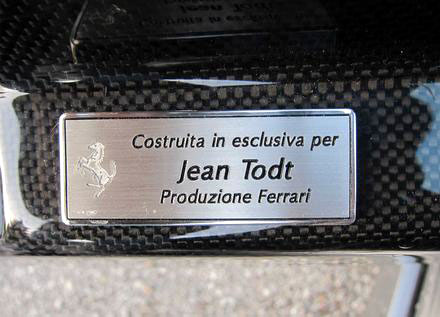 Costruita in esclusiva per
Jean Todt
Produzione Ferrari